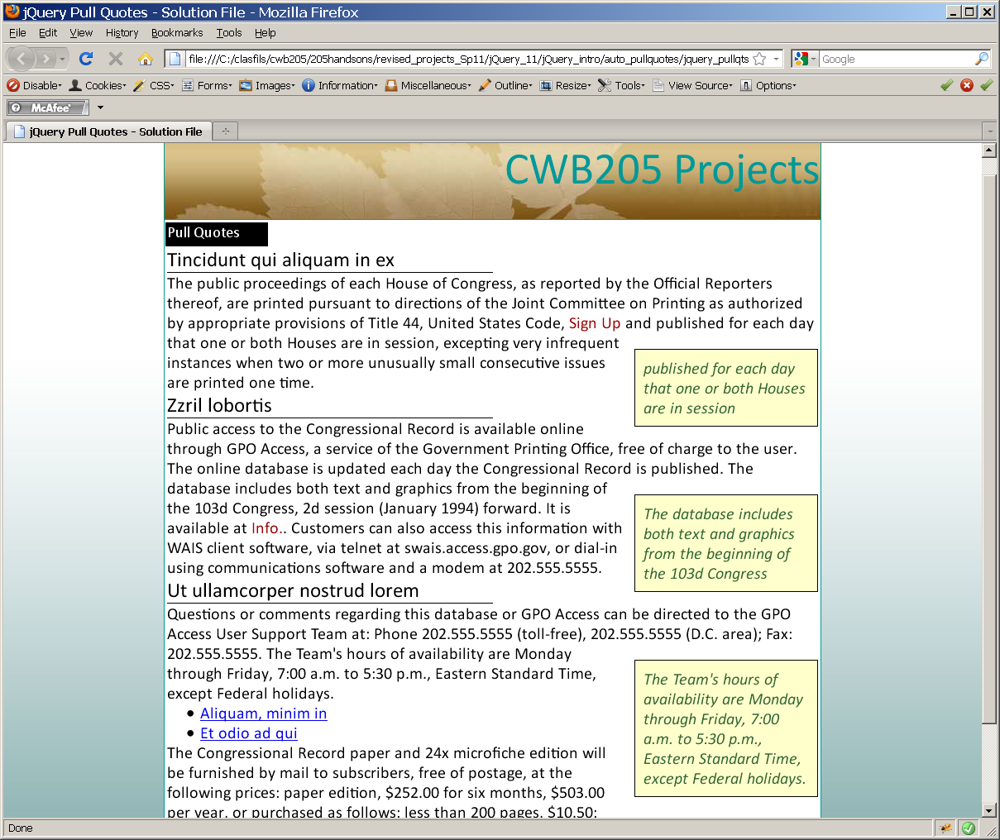 jQuery Pull Quotes - Solution File - Mozilla Firefox
File Edit View History Bookmarks Tools Help
file:///C:/clasfils/cwb205/205handsons/revised_projects_Sp11/jQuery_11/jQuery_intro/auto_pullquotes/jquery_pullqts
Google
Disable Cookies CSS Forms Images Information Miscellaneous Outline Resize Tools View Source Options
McAfee
jQuery Pull Quotes - Solution File
CWB205 Projects
Pull Quotes
Tincidunt qui aliquam in ex
The public proceedings of each House of Congress, as reported by the Official Reporters
thereof, are printed pursuant to directions of the Joint Committee on Printing as authorized
by appropriate provisions of Title 44, United States Code, Sign Up and published for each day
that one or both Houses are in session, excepting very infrequent
instances when two or more unusually small consecutive issues
are printed one time.
published for each day
that one or both Houses
are in session
Zzril lobortis
Public access to the Congressional Record is available online
through GPO Access, a service of the Government Printing Office, free of charge to the user.
The online database is updated each day the Congressional Record is published. The
database includes both text and graphics from the beginning of
the 103d Congress, 2d session (January 1994) forward. It is
available at Info.. Customers can also access this information with
WAIS client software, via telnet at swais.access.gpo.gov, or dial-in
using communications software and a modem at 202.555.5555.
The database includes
both text and graphics
from the beginning of
the 103d Congress
Ut ullamcorper nostrud lorem
Questions or comments regarding this database or GPO Access can be directed to the GPO
Access User Support Team at: Phone 202.555.5555 (toll-free), 202.555.5555 (D.C. area); Fax:
202.555.5555. The Team's hours of availability are Monday
through Friday, 7:00 a.m. to 5:30 p.m., Eastern Standard Time,
except Federal holidays.
The Team's hours of
availability are Monday
through Friday, 7:00
a.m. to 5:30 p.m.,
Eastern Standard Time,
except Federal holidays.
• Aliquam, minim in
• Et odio ad qui
The Congressional Record paper and 24x microfiche edition will
be furnished by mail to subscribers, free of postage, at the
following prices: paper edition, $252.00 for six months, $503.00
per year, or purchased as follows: less than 200 pages, $10.50;
Done